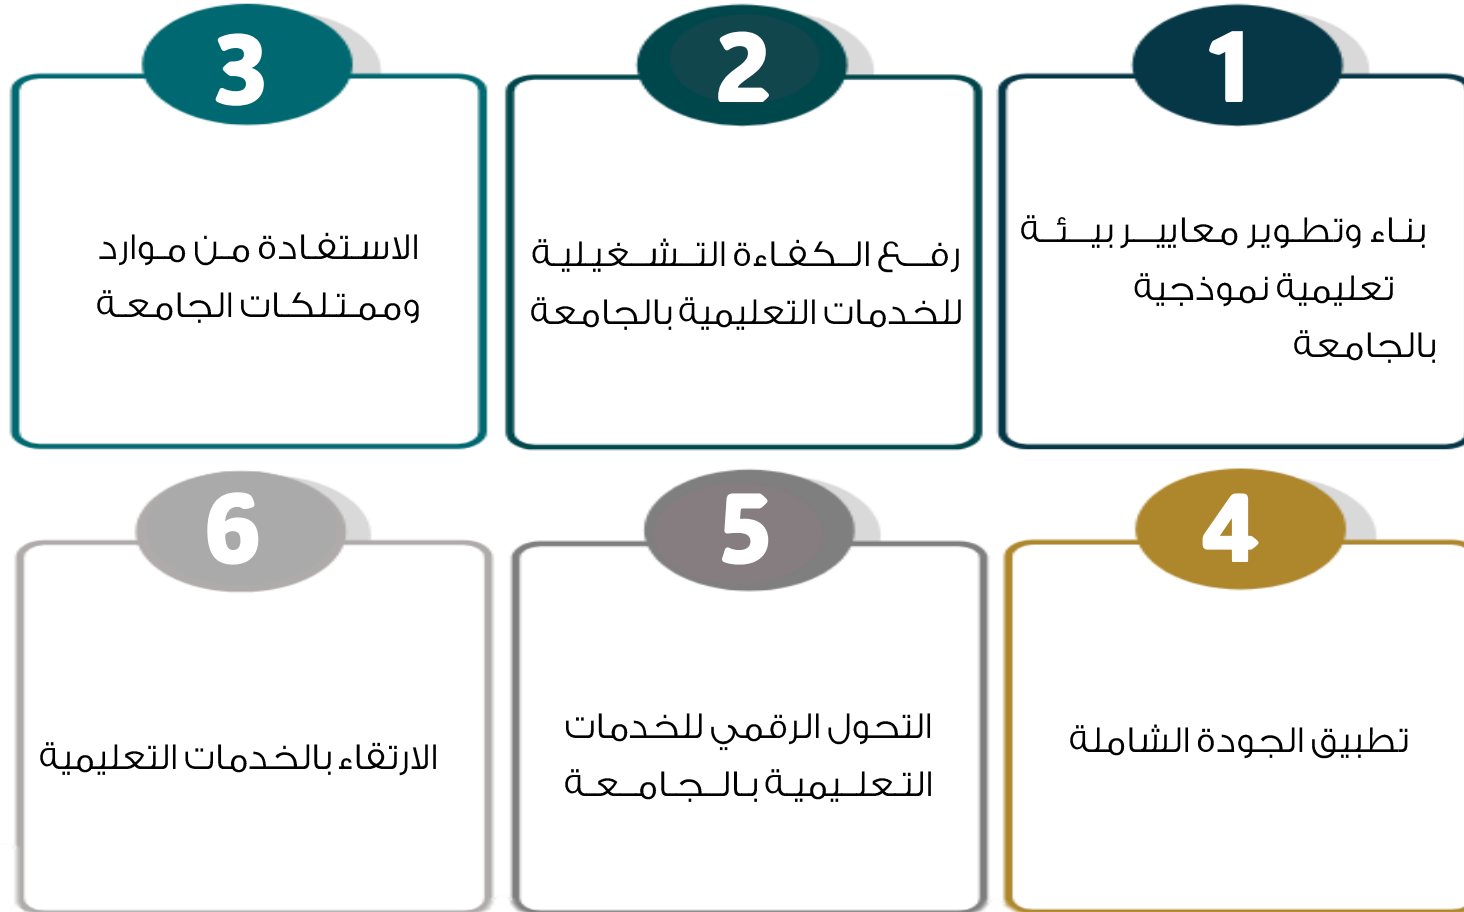 1
بناء وتطوير معايير بيئة
تعليمية نموذجية
بالجامعة
2
رفع الكفاءة التشغيلية
للخدمات التعليمية بالجامعة
3
الاستفادة من موارد
وممتلكات الجامعة
4
تطبيق الجودة الشاملة
5
التحول الرقمي للخدمات
التعليمية بالجامعة
6
الارتقاء بالخدمات التعليمية